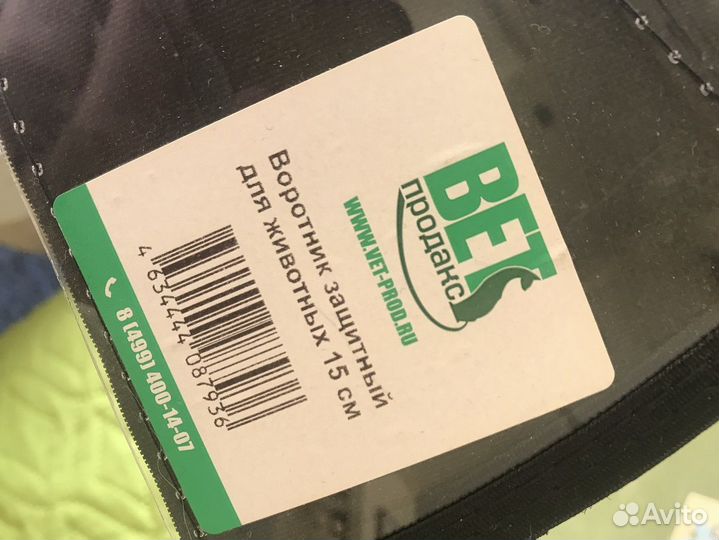 ВЕТ
продакс
WWW.VET-PROD.RU
Воротник защитный
для животных 15 см
4 634444 087936
8 (499) 400-14-07
Avito